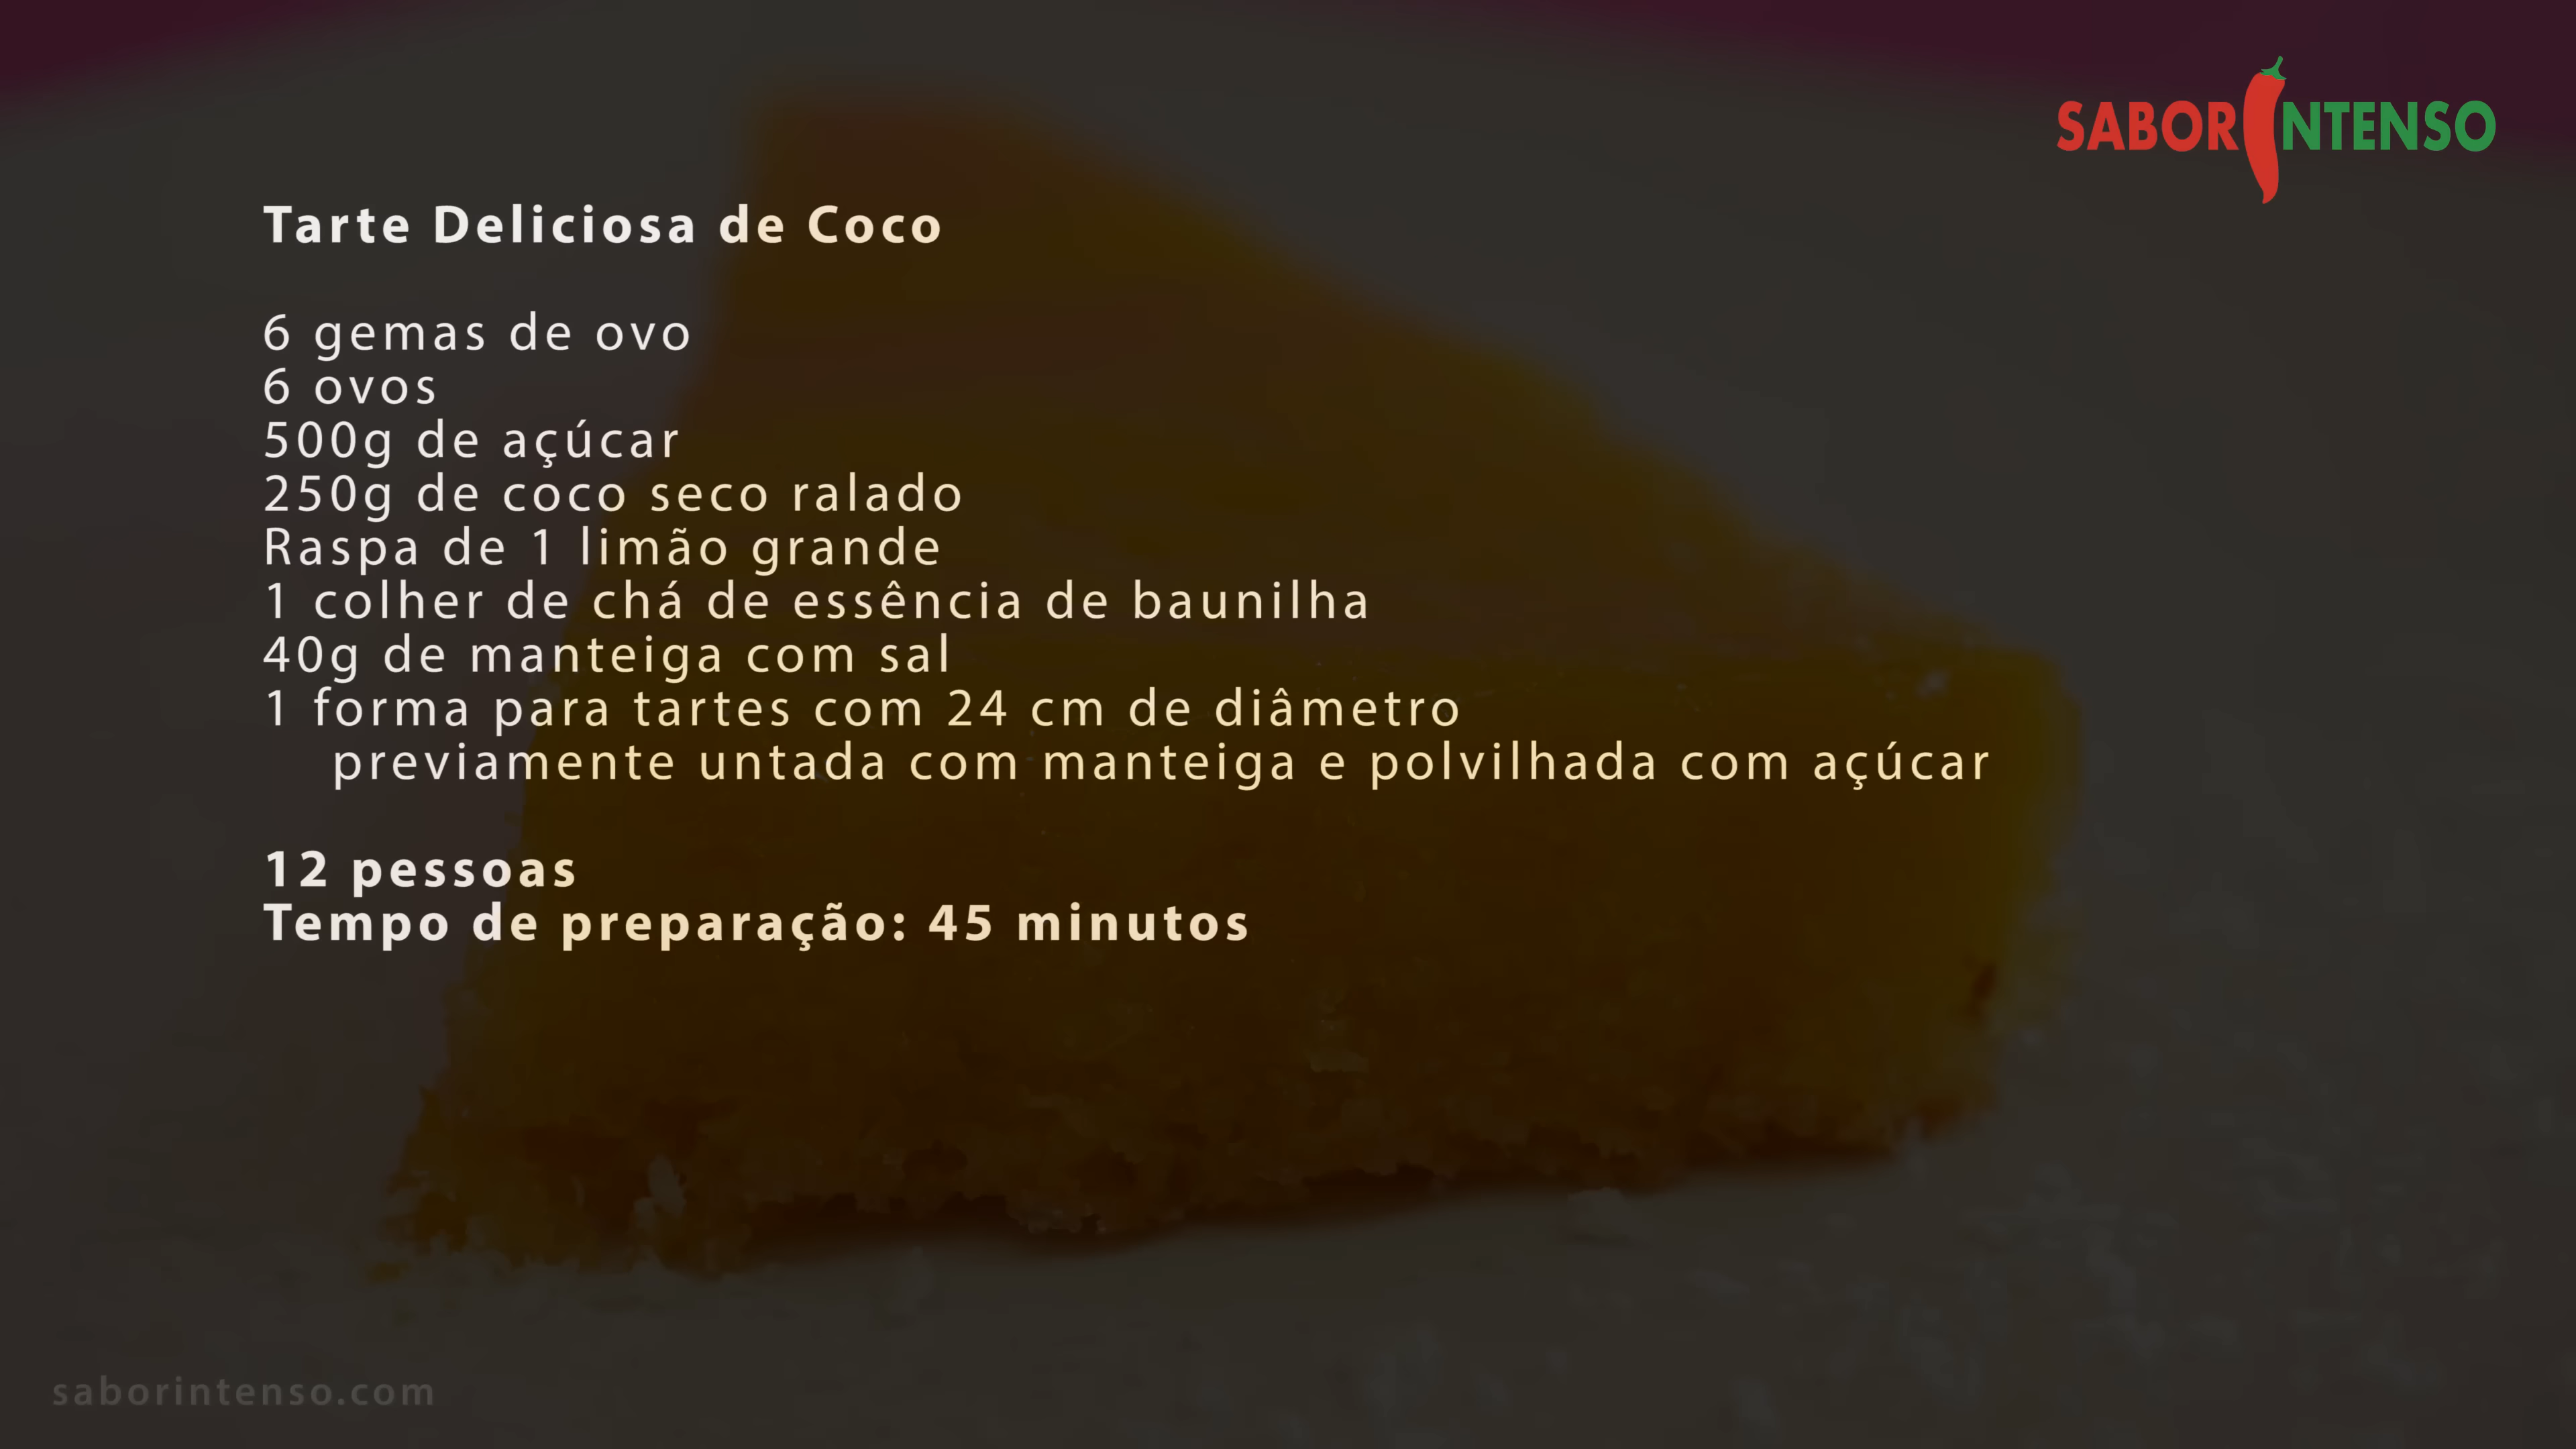 SABORINTENSO
Tarte Deliciosa de Coco
6 gemas de ovo
6 ovos
500g de açúcar
250g de coco seco ralado
Raspa de 1 limão grande
1 colher de chá de essência de baunilha
40g de manteiga com sal
1 forma para tartes com 24 cm de diâmetro
previamente untada com manteiga e polvilhada com açúcar
12 pessoas
Tempo de preparação: 45 minutos
saborintenso.com